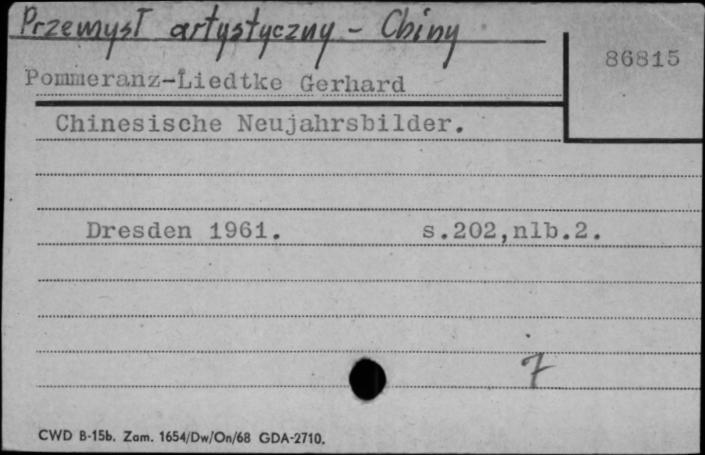 Przemysł artystyczny - Chiny
86815
Pommeranz-Liedtke Gerhard
Chinesische Neujahrsbilder.
Dresden 1961. s.202,nlb.2.
7
CWD B-15b. Zam. 1654/Dw/On/68 GDA-2710.